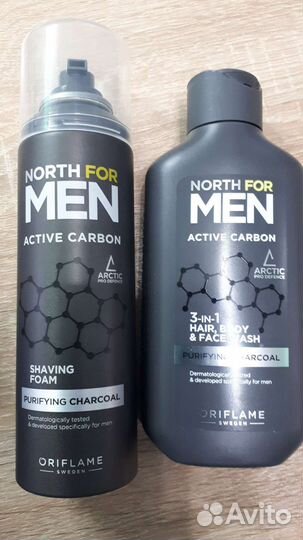 NORTH FOR
MEN
ACTIVE CARBON
ARCTIC
PRO DEFENCE
SHAVING
FOAM
PURIFYING CHARCOAL
Dermatologically tested
& developed specifically for men
ORIFLAME
SWEDEN
NORTH FOR
MEN
ACTIVE CARBON
ARCTIC
PRO DEFENCE
3-IN-1
HAIR, BODY
& FACE WASH
PURIFYING CHARCOAL
Dermatologically tested
& developed specifically for men
ORIFLAME
SWEDEN
Avito